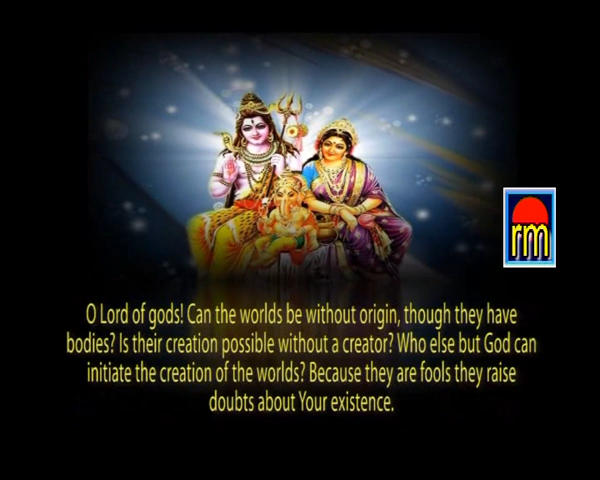 rm
O Lord of gods! Can the worlds be without origin, though they have
bodies? Is their creation possible without a creator? Who else but God can
initiate the creation of the worlds? Because they are fools they raise
doubts about Your existence.